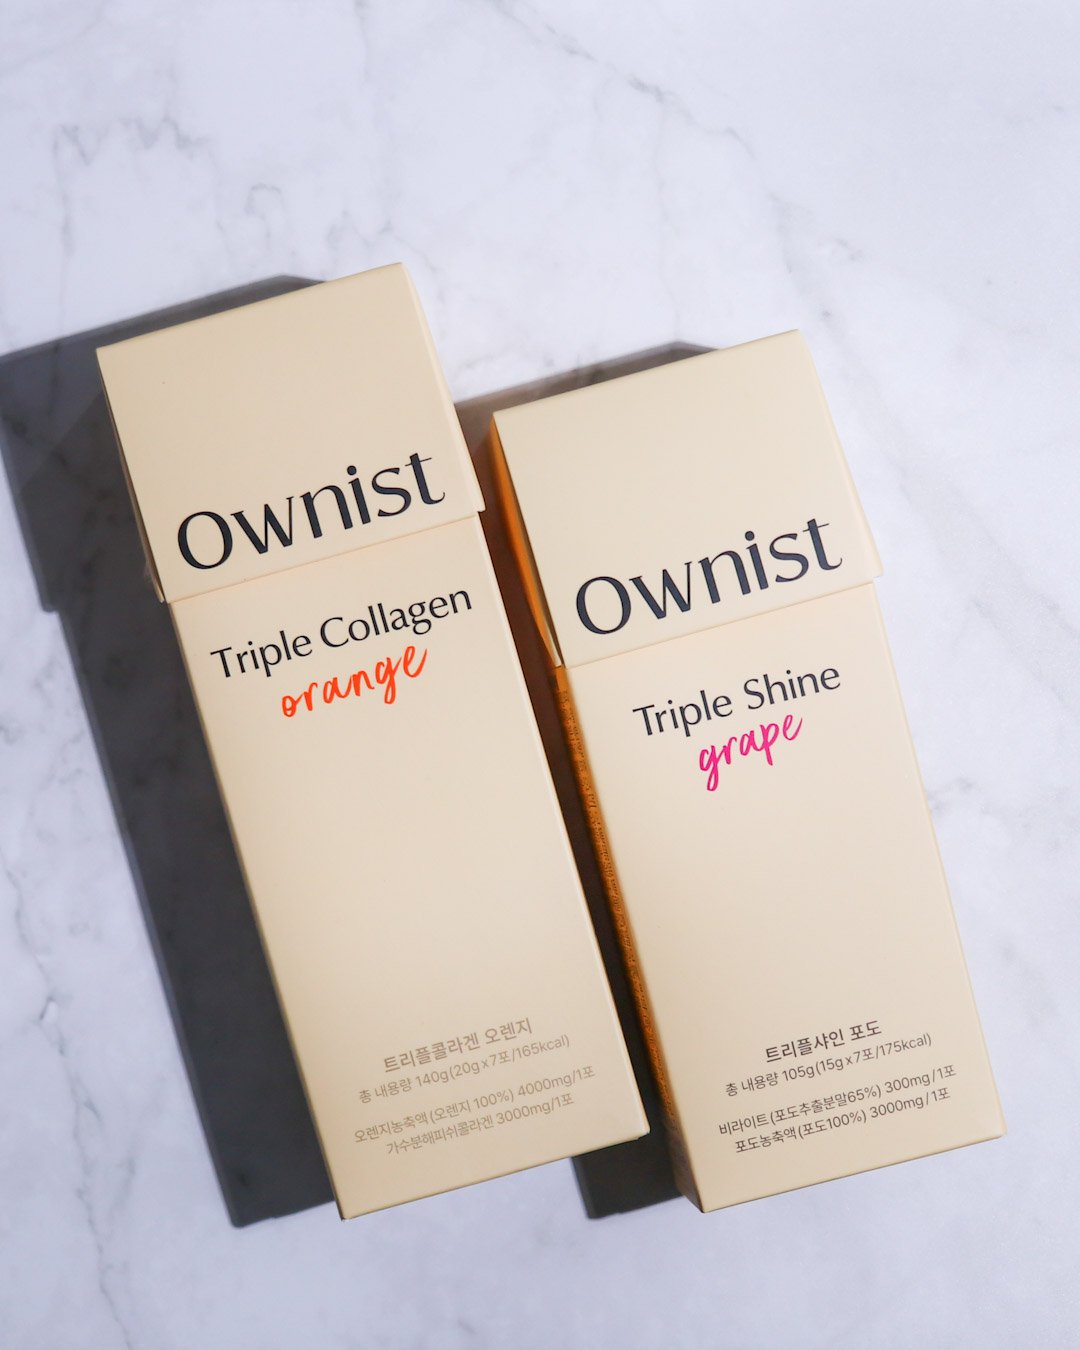 Ownist
Triple Collagen
orange
트리플콜라겐 오렌지
총 내용량 140g(20g x 7포/165kcal)
오렌지농축액(오렌지 100%) 4000mg/1포
가수분해피쉬콜라겐 3000mg/1포
Ownist
Triple Shine
grape
트리플샤인 포도
총 내용량 105g(15g x 7포/175kcal)
비라이트(포도추출분말65%) 300mg/1포
포도농축액(포도100%) 3000mg/1포